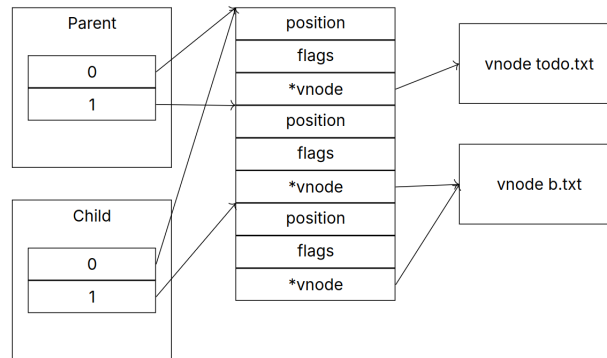 Parent
0
1
Child
0
1
position
flags
*vnode
position
flags
*vnode
position
flags
*vnode
vnode todo.txt
vnode b.txt